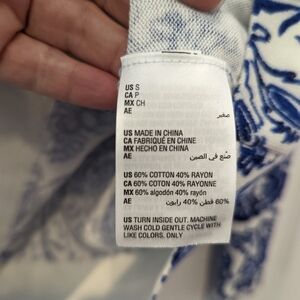 US S
CA P
MX CH
AE صغير
US MADE IN CHINA
CA FABRIQUÉ EN CHINE
MX HECHO EN CHINA
AE صنع في الصين
US 60% COTTON 40% RAYON
CA 60% COTON 40% RAYONNE
MX 60% algodón 40% rayón
AE 60% قطن 40% رايون
US TURN INSIDE OUT. MACHINE
WASH COLD GENTLE CYCLE WITH
LIKE COLORS. ONLY